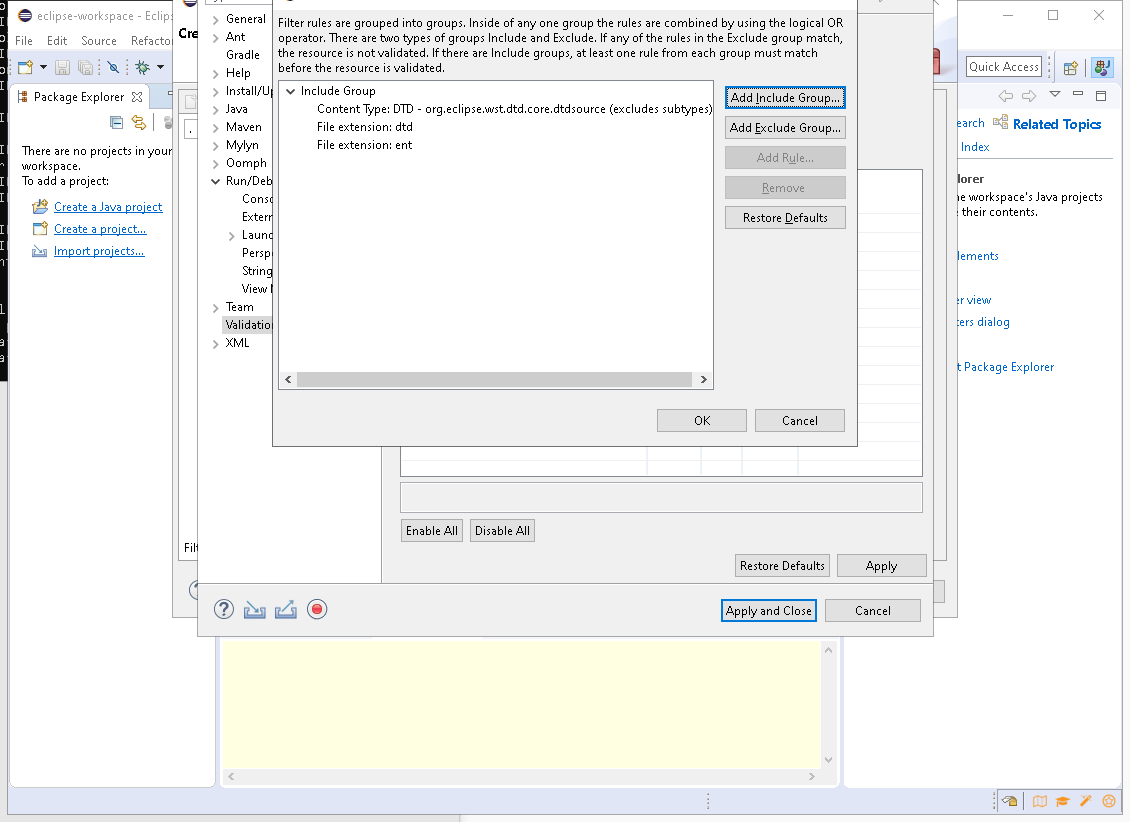 eclipse-workspace - Eclips
File Edit Source Refacto
Quick Access
Package Explorer
There are no projects in your
workspace.
To add a project:
Create a Java project
Create a project...
Import projects...
Cre
General
Ant
Gradle
Help
Install/Up
Java
Maven
Mylyn
Oomph
Run/Deb
Conso
Extern
Launc
Perspe
String
View M
Team
Validation
XML
Filter rules are grouped into groups. Inside of any one group the rules are combined by using the logical OR
operator. There are two types of groups Include and Exclude. If any of the rules in the Exclude group match,
the resource is not validated. If there are Include groups, at least one rule from each group must match
before the resource is validated.
Include Group
Content Type: DTD - org.eclipse.wst.dtd.core.dtdsource (excludes subtypes)
File extension: dtd
File extension: ent
Add Include Group...
Add Exclude Group...
Add Rule...
Remove
Restore Defaults
OK Cancel
Enable All Disable All
Restore Defaults Apply
Apply and Close Cancel
Filt
earch Related Topics
Index
lorer
he workspace's Java projects
their contents.
lements
er view
ters dialog
t Package Explorer